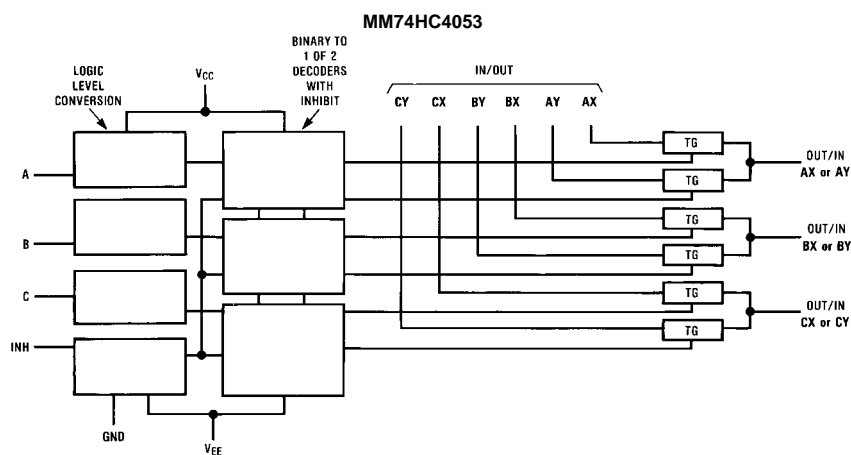 MM74HC4053
LOGIC
LEVEL
CONVERSION
VCC
BINARY TO
1 OF 2
DECODERS
WITH
INHIBIT
IN/OUT
CY CX BY BX AY AX
A
B
C
INH
GND
VEE
TG
TG
TG
TG
TG
TG
OUT/IN
AX or AY
OUT/IN
BX or BY
OUT/IN
CX or CY